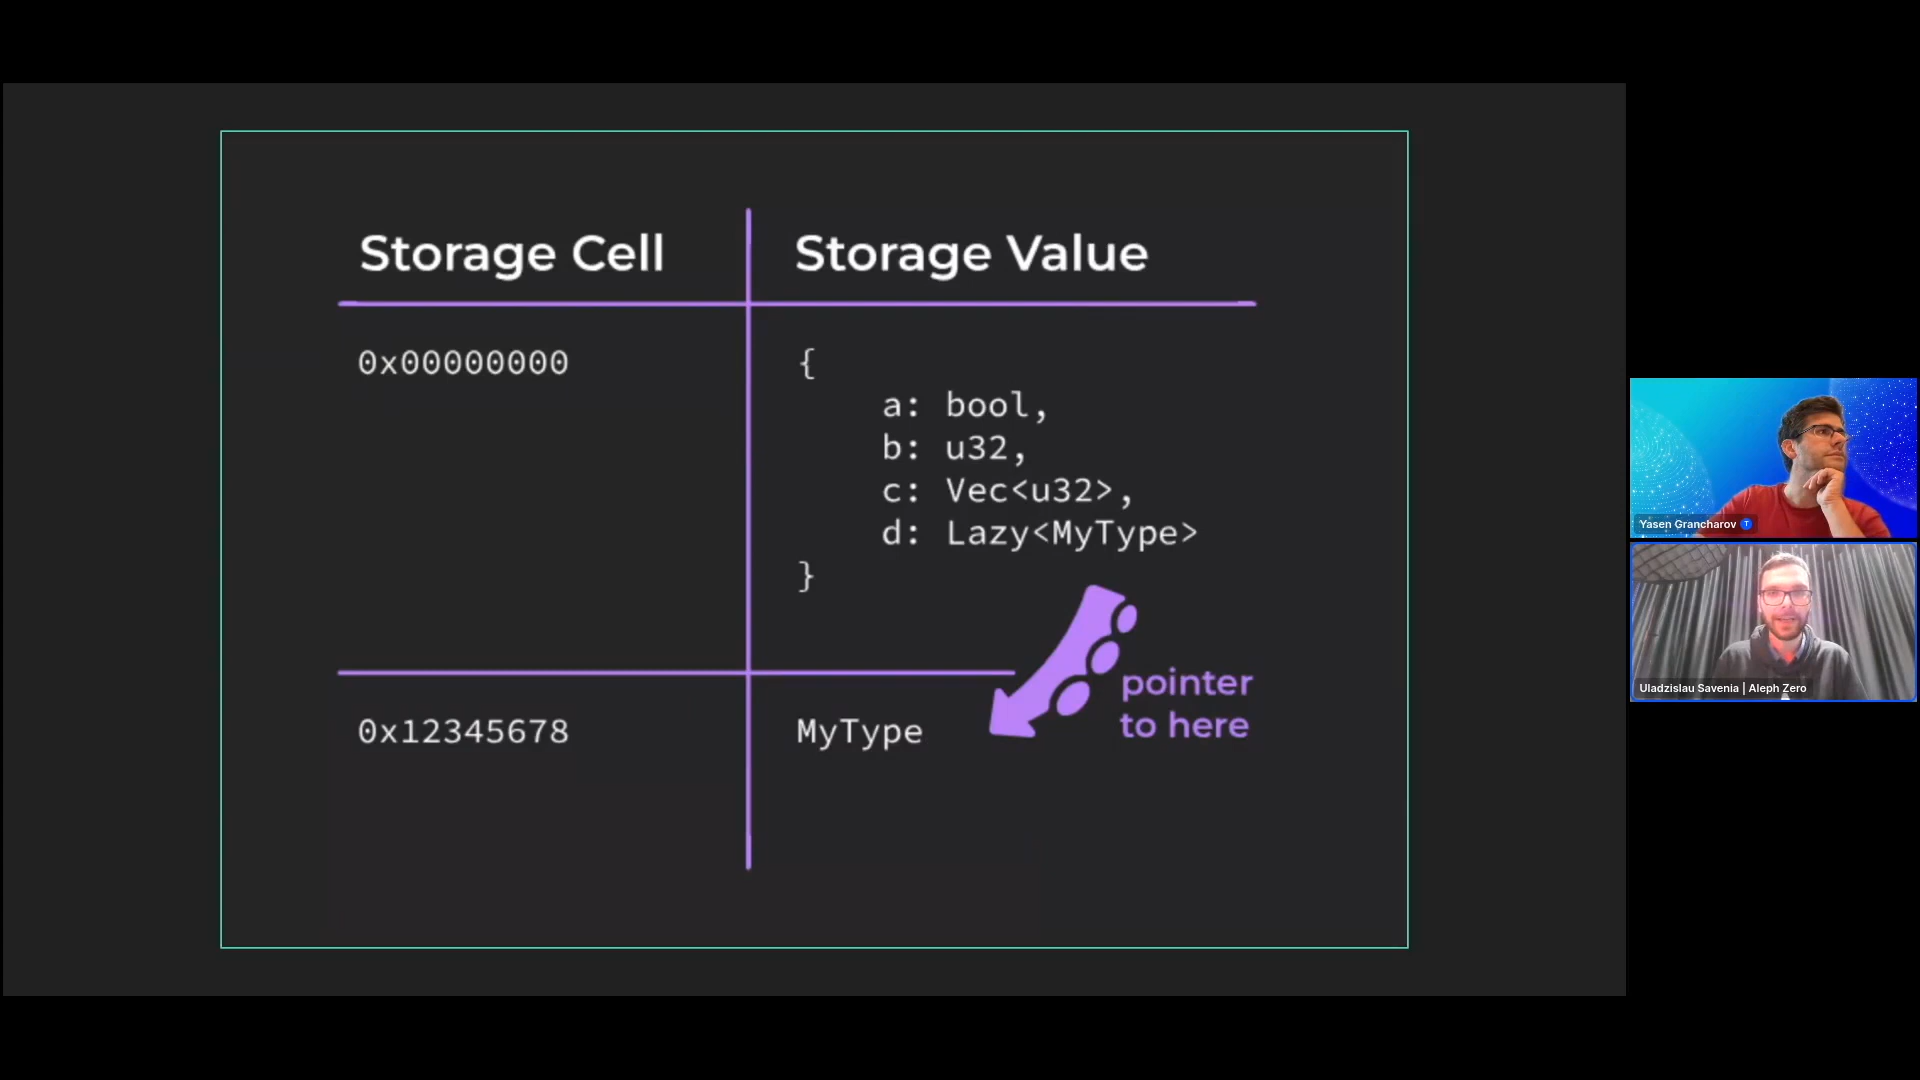 Storage Cell
Storage Value
0x00000000
{
a: bool,
b: u32,
c: Vec<u32>,
d: Lazy<MyType>
}
pointer
to here
0x12345678
MyType
Yasen Grancharov T
Uladzislau Savenia | Aleph Zero